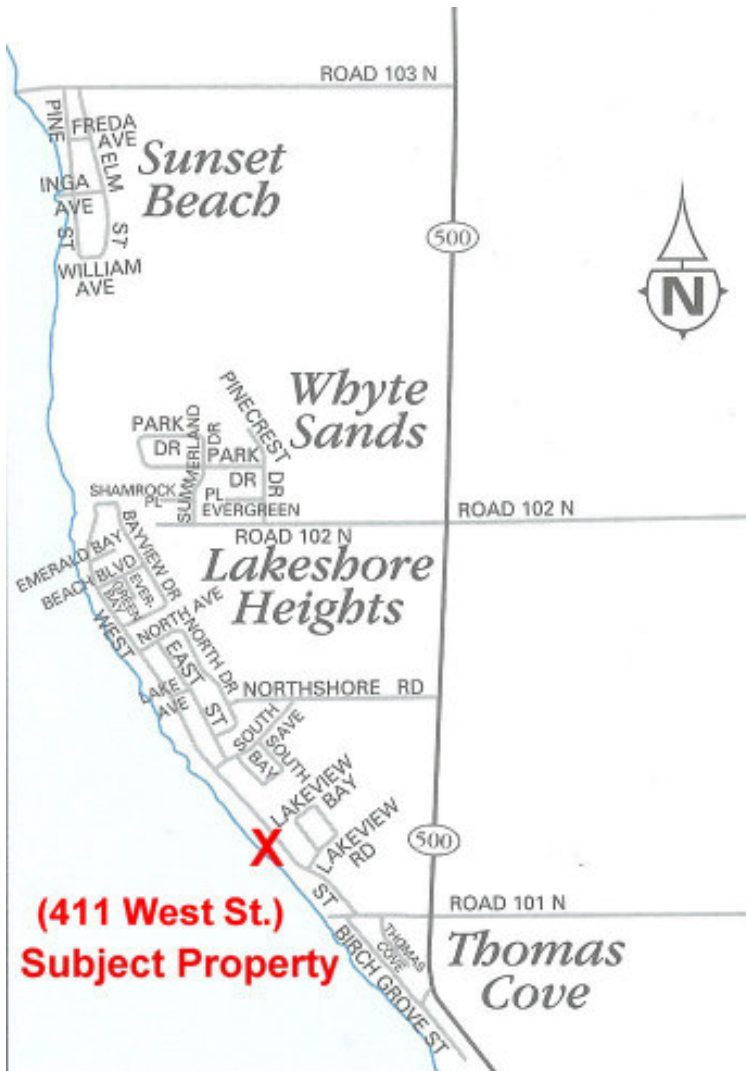 ROAD 103 N
PINE
ST
FREDA
AVE
ELM
ST
INGA
AVE
WILLIAM
AVE
Sunset
Beach
500
N
Whyte
Sands
PINECREST
DR
PARK
DR
SUMMERLAND
DR
PARK
DR
SHAMROCK
PL
PL
EVERGREEN
ROAD 102 N
ROAD 102 N
Lakeshore
Heights
EMERALD BAY
BAYVIEW DR
BEACH BLVD
EVER-
GREEN
BAY
WEST
NORTH AVE
NORTH DR
EAST
ST
LAKE
AVE
NORTHSHORE RD
SOUTH
AVE
SOUTH
BAY
LAKEVIEW
BAY
LAKEVIEW
RD
500
X
ST
(411 West St.)
Subject Property
ROAD 101 N
THOMAS
COVE
BIRCH GROVE ST
Thomas
Cove